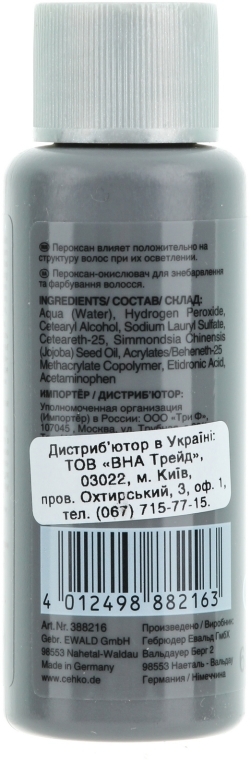 Пероксан влияет положительно на
структуру волос при их осветлении.
Пероксан-окислювач для знебарвлення
та фарбування волосся.
INGREDIENTS/ СОСТАВ/ СКЛАД:
Aqua (Water), Hydrogen Peroxide,
Cetearyl Alcohol, Sodium Lauryl Sulfate,
Ceteareth-25, Simmondsia Chinensis
(Jojoba) Seed Oil, Acrylates/Beheneth-25
Methacrylate Copolymer, Etidronic Acid,
Acetaminophen
ИМПОРТЁР / ДИСТРИБ'ЮТОР:
Уполномоченная организация
(Импортер) в России: ООО «Три Ф»,
107045, Москва, ул.
Дистриб'ютор в Україні:
ТОВ «ВНА Трейд»,
03022, м. Київ,
пров. Охтирський, 3, оф. 1,
тел. (067) 715-77-15.
4 012498 882163
Art.Nr. 388216
Gebr. EWALD GmbH
98553 Nahetal-Waldau
Made in Germany
www.cehko.de
Произведено / Виробник
Гебрюдер Евальд ГмбХ
Вальдауер Берг 2
98553 Наеталь - Вальдау
Германия / Німеччина